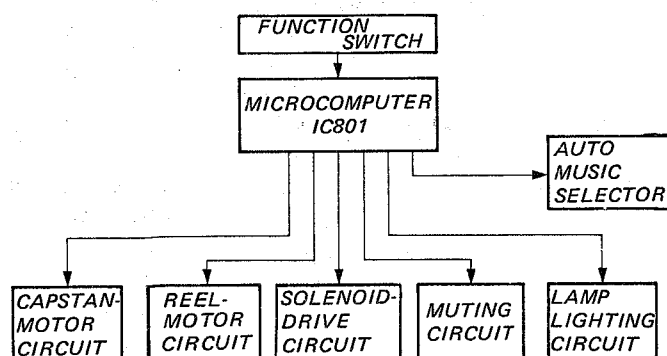 FUNCTION
SWITCH
MICROCOMPUTER
IC801
AUTO
MUSIC
SELECTOR
CAPSTAN-
MOTOR
CIRCUIT
REEL-
MOTOR
CIRCUIT
SOLENOID-
DRIVE
CIRCUIT
MUTING
CIRCUIT
LAMP
LIGHTING
CIRCUIT